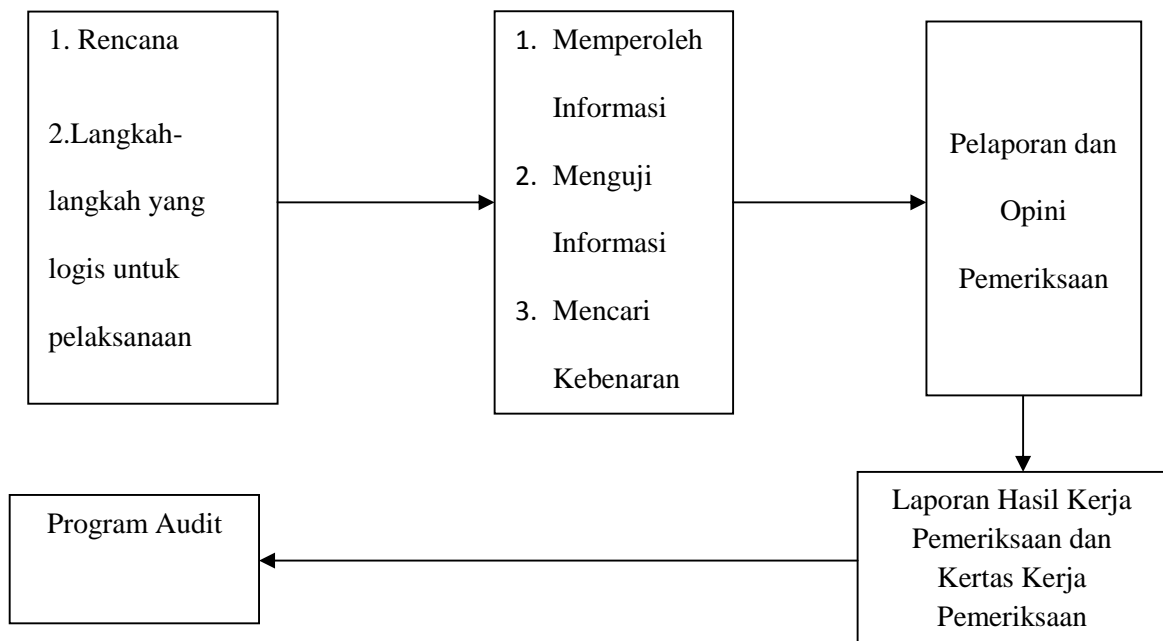 1. Rencana
2.Langkah-
langkah yang
logis untuk
pelaksanaan
1. Memperoleh
Informasi
2. Menguji
Informasi
3. Mencari
Kebenaran
Pelaporan dan
Opini
Pemeriksaan
Laporan Hasil Kerja
Pemeriksaan dan
Kertas Kerja
Pemeriksaan
Program Audit